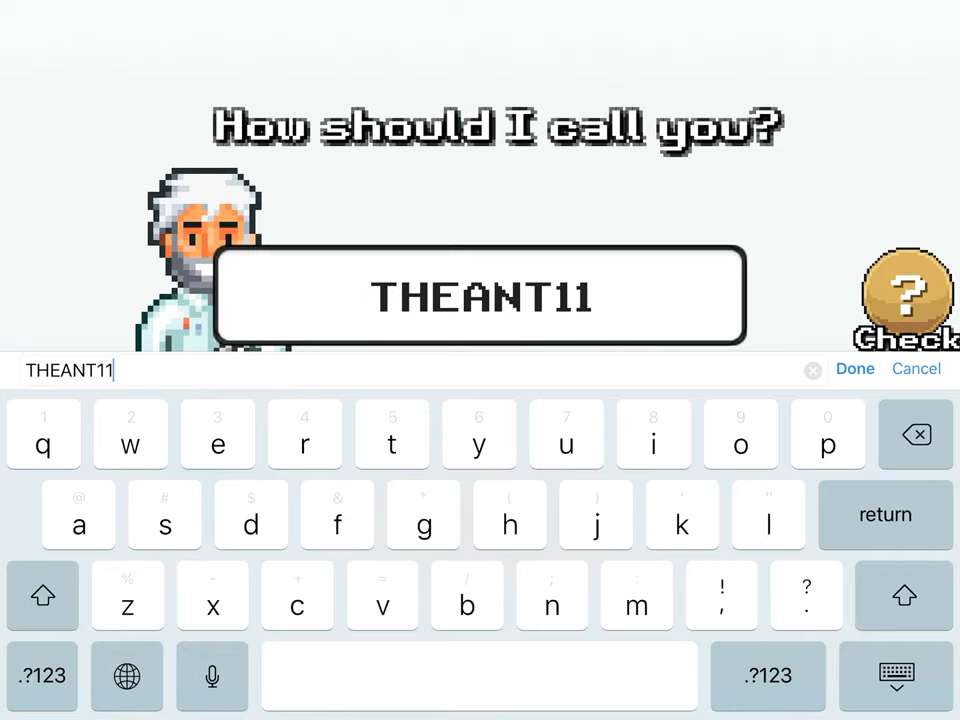 How should I call you?
THEANT11
?
Check
THEANT11 Done Cancel
1 2 3 4 5 6 7 8 9 0
q w e r t y u i o p
@ # $ & * ( ) ' "
a s d f g h j k l return
% - + = / ; : ! ?
z x c v b n m , .
.?123 .?123